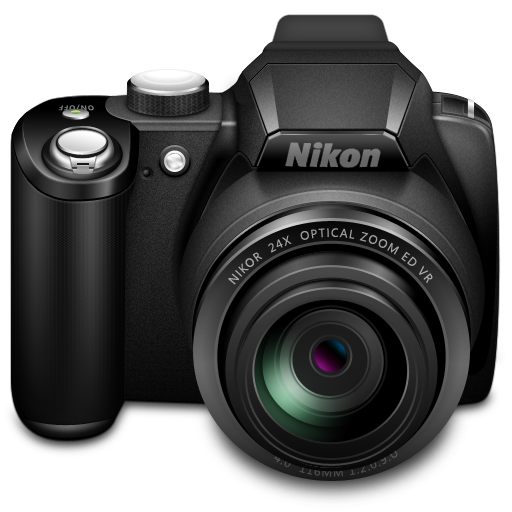 ON/OFF
Nikon
NIKOR 24X OPTICAL ZOOM ED VR